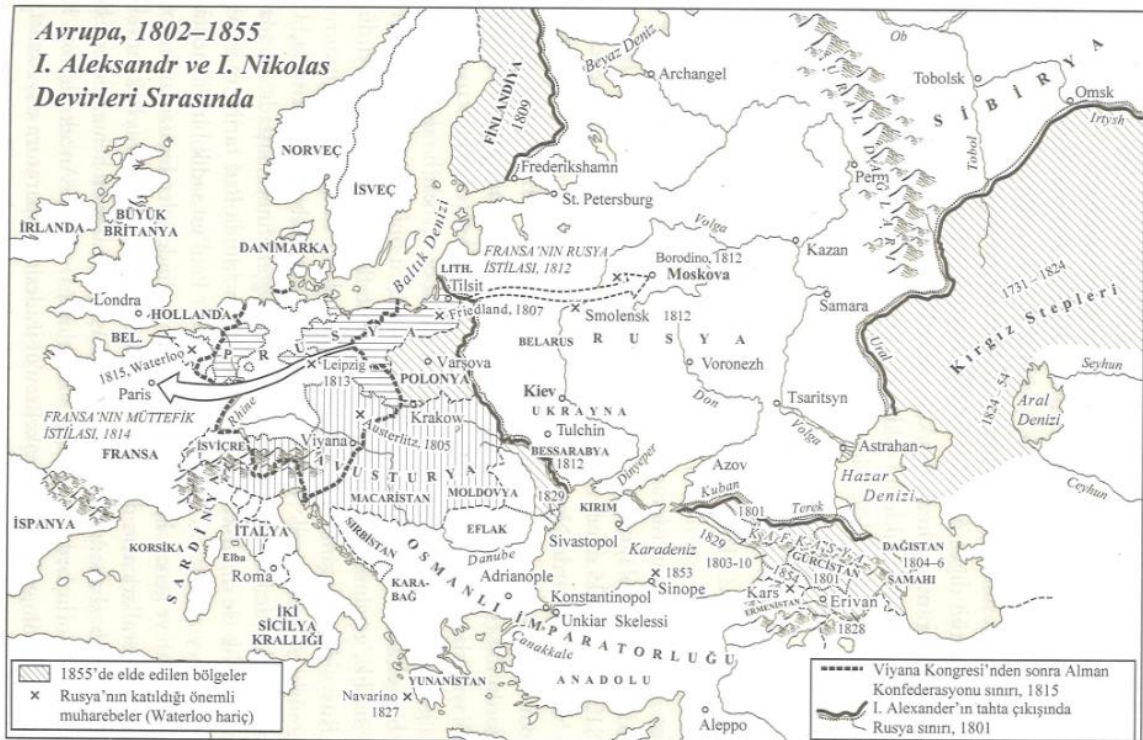 Avrupa, 1802–1855
I. Aleksandr ve I. Nikolas
Devirleri Sırasında
Beyaz Deniz
Archangel
Ob
Tobolsk
Omsk
Irtysh
SİBİRYA
URAL DAĞLARI
Tobol
FİNLANDİYA
1809
NORVEÇ
İSVEÇ
Frederikshamn
St. Petersburg
Perm
İRLANDA
BÜYÜK
BRİTANYA
DANİMARKA
Baltık Denizi
Volga
Kazan
FRANSA'NIN RUSYA
İSTİLASI, 1812
Borodino, 1812
Moskova
LITH.
Tilsit
1731–1824
Kırgız Stepleri
Londra
HOLLANDA
Friedland, 1807
Smolensk
1812
Samara
BEL.
PRUSYA
BELARUS
RUSYA
Ural
1815, Waterloo
Leipzig
1813
Varşova
POLONYA
Voronezh
1824–54
Seyhun
Paris
Aral
Denizi
Kiev
Don
Tsaritsyn
FRANSA'NIN MÜTTEFİK
İSTİLASI, 1814
Rhine
Krakow
UKRAYNA
Volga
Austerlitz, 1805
Tulchin
Astrahan
FRANSA
İSVİÇRE
Viyana
USTURYA
BESSARABYA
1812
Dinyeper
Azov
Hazar
Denizi
Ceyhun
MACARİSTAN
MOLDOVYA
1829
Kuban
1801
Terek
İSPANYA
KIRIM
İTALYA
SIRBİSTAN
EFLAK
Sivastopol
1829
KAFKASYA
DAĞISTAN
1804–6
KORSİKA
SARDİNYA
Elba
Danube
Karadeniz
1803-10
GÜRCİSTAN
1801
ŞAMAHI
Roma
KARA-
BAĞ
OSMANLI İMPARATORLUĞU
Adrianople
1853
Sinope
1854
Kars
ERMENİSTAN
Erivan
1828
Konstantinopol
Unkiar Skelessi
İKİ
SİCİLYA
KRALLIĞI
Çanakkale
YUNANİSTAN
ANADOLU
Navarino
1827
Aleppo
1855'de elde edilen bölgeler
Rusya'nın katıldığı önemli
muharebeler (Waterloo hariç)
Viyana Kongresi'nden sonra Alman
Konfederasyonu sınırı, 1815
I. Alexander'ın tahta çıkışında
Rusya sınırı, 1801